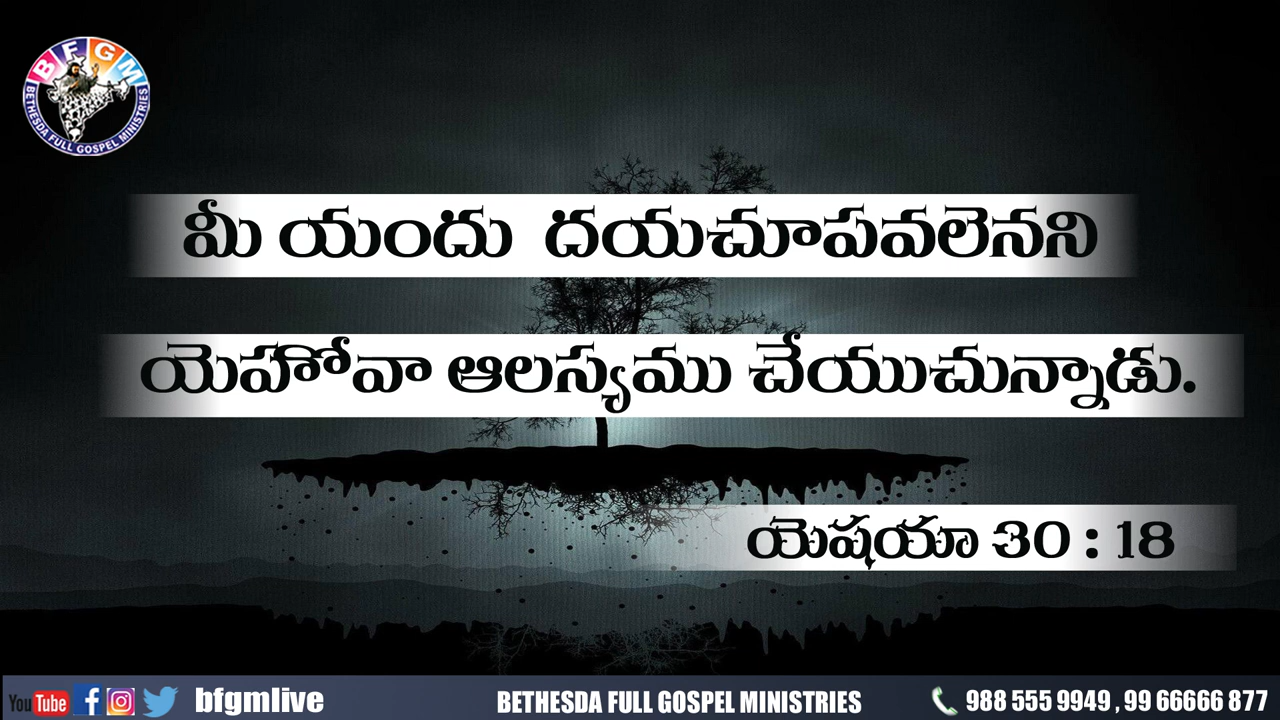 B F G M
BETHESDA FULL GOSPEL MINISTRIES
మీ యందు దయచూపవలెనని
యెహోవా ఆలస్యము చేయుచున్నాడు.
యెషయా 30 : 18
YouTube bfgmlive BETHESDA FULL GOSPEL MINISTRIES 988 555 9949 , 99 66666 877